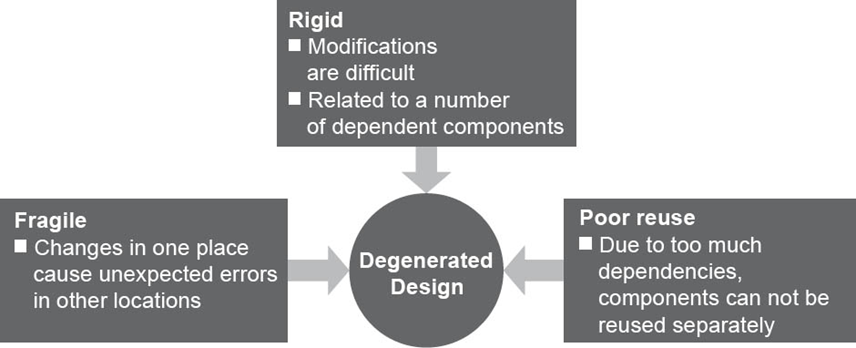 Rigid
Modifications
are difficult
Related to a number
of dependent components
Fragile
Changes in one place
cause unexpected errors
in other locations
Degenerated
Design
Poor reuse
Due to too much
dependencies,
components can not be
reused separately